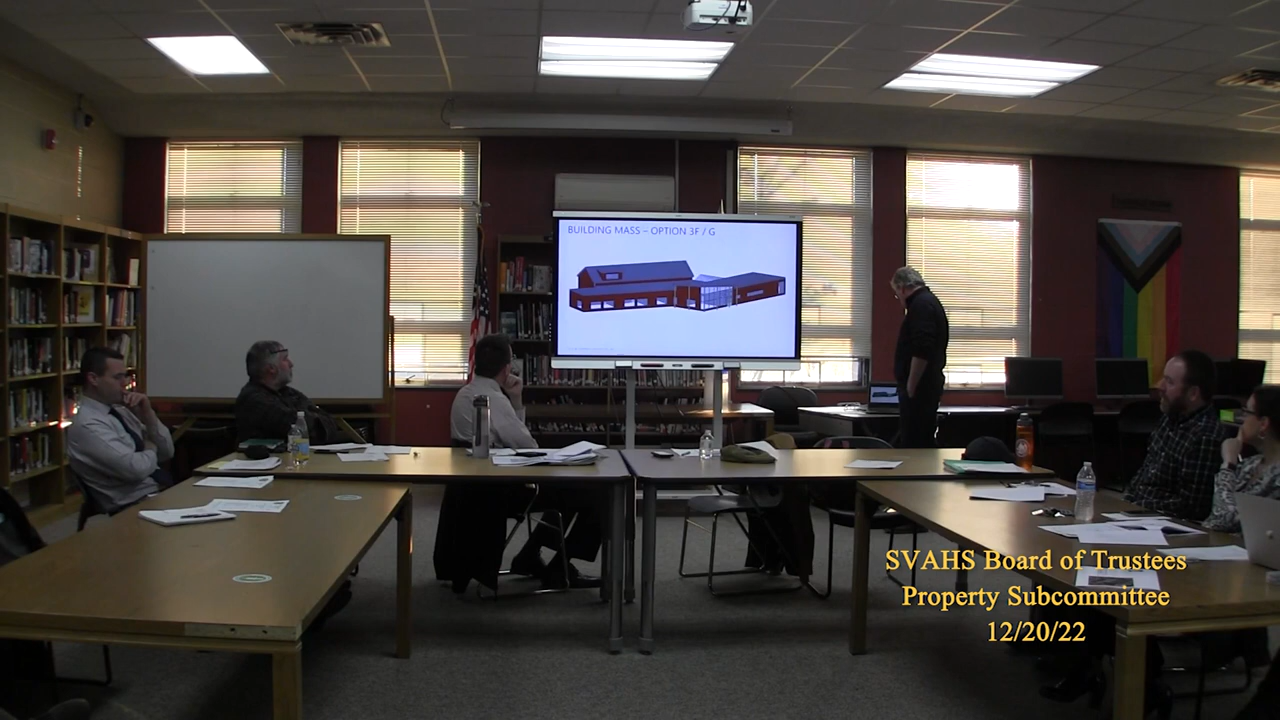 BUILDING MASS – OPTION 3F / G
SVAHS Board of Trustees
Property Subcommittee
12/20/22